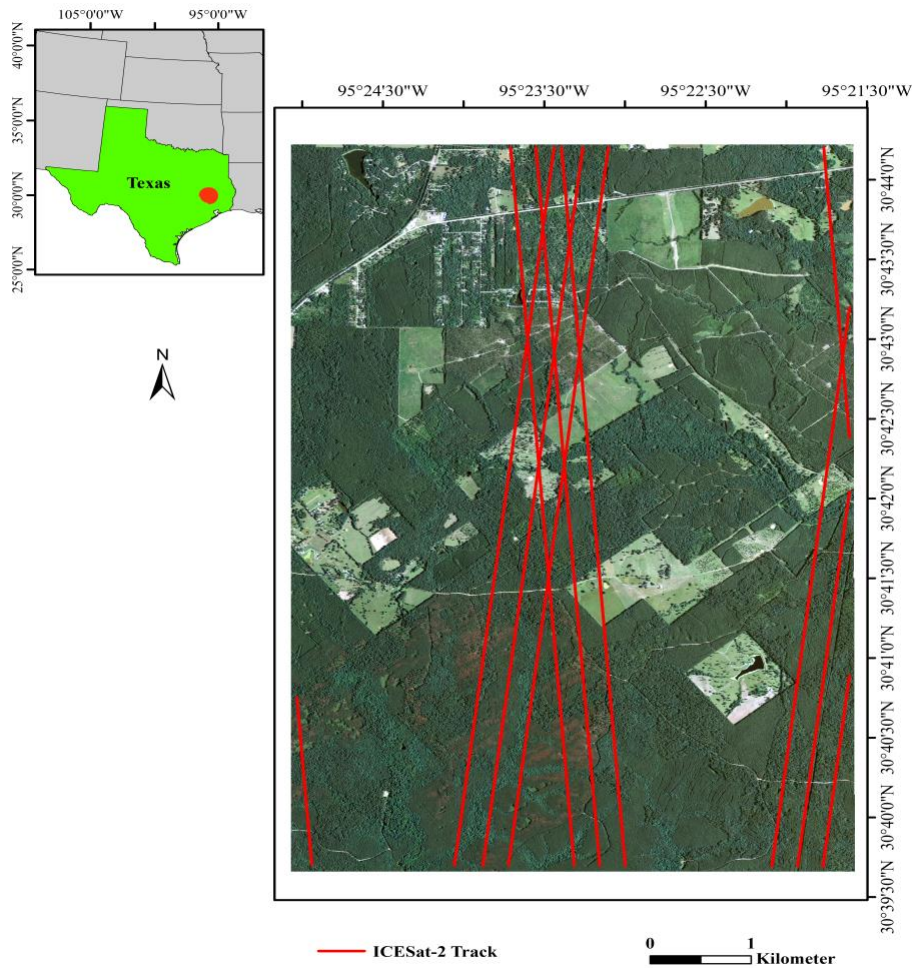 105°0'0"W 95°0'0"W
40°0'0"N
35°0'0"N
30°0'0"N
25°0'0"N
Texas
N
95°24'30"W 95°23'30"W 95°22'30"W 95°21'30"W
30°44'0"N
30°43'30"N
30°43'0"N
30°42'30"N
30°42'0"N
30°41'30"N
30°41'0"N
30°40'30"N
30°40'0"N
30°39'30"N
ICESat-2 Track
0 1
Kilometer